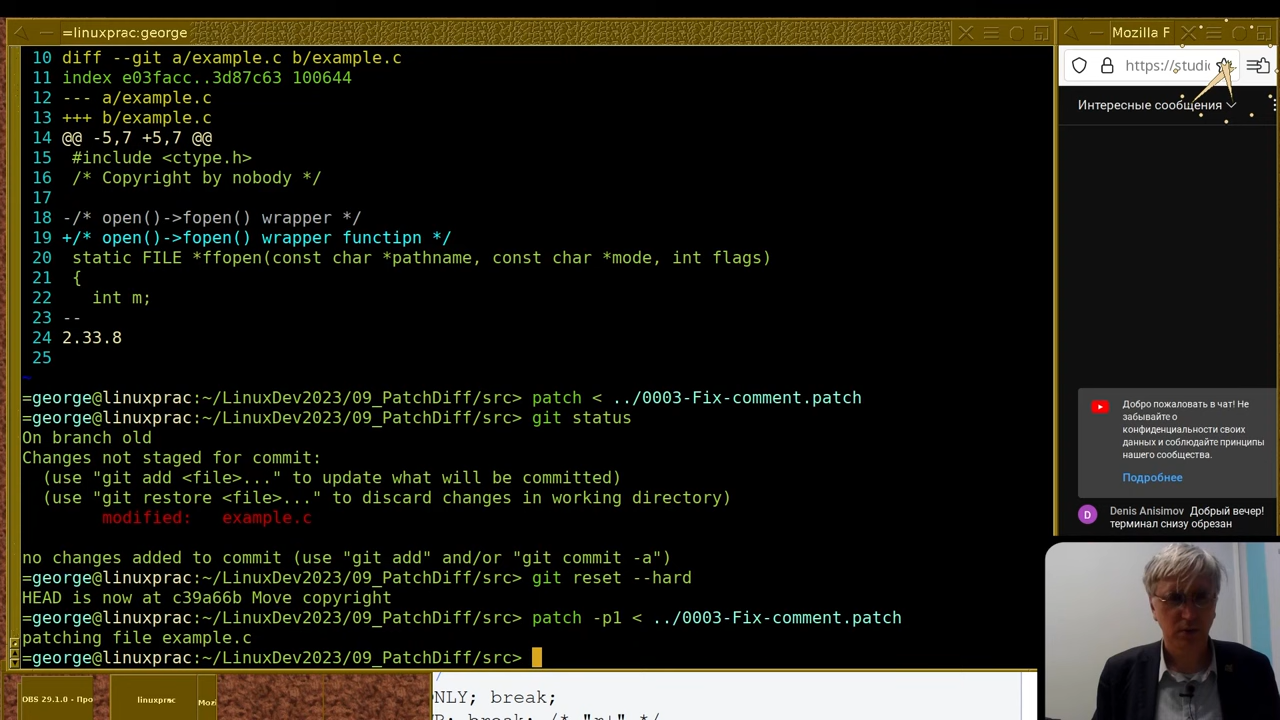 =linuxprac:george
10 diff --git a/example.c b/example.c
11 index e03facc..3d87c63 100644
12 --- a/example.c
13 +++ b/example.c
14 @@ -5,7 +5,7 @@
15  #include <ctype.h>
16  /* Copyright by nobody */
17
18 -/* open()->fopen() wrapper */
19 +/* open()->fopen() wrapper functipn */
20  static FILE *ffopen(const char *pathname, const char *mode, int flags)
21  {
22    int m;
23 --
24 2.33.8
25
~
=george@linuxprac:~/LinuxDev2023/09_PatchDiff/src> patch < ../0003-Fix-comment.patch
=george@linuxprac:~/LinuxDev2023/09_PatchDiff/src> git status
On branch old
Changes not staged for commit:
  (use "git add <file>..." to update what will be committed)
  (use "git restore <file>..." to discard changes in working directory)
        modified:   example.c
no changes added to commit (use "git add" and/or "git commit -a")
=george@linuxprac:~/LinuxDev2023/09_PatchDiff/src> git reset --hard
HEAD is now at c39a66b Move copyright
=george@linuxprac:~/LinuxDev2023/09_PatchDiff/src> patch -p1 < ../0003-Fix-comment.patch
patching file example.c
=george@linuxprac:~/LinuxDev2023/09_PatchDiff/src>
Mozilla F
https://studi
Интересные сообщения
Добро пожаловать в чат! Не
забывайте о
конфиденциальности своих
данных и соблюдайте принципы
нашего сообщества.
Подробнее
D
Denis Anisimov Добрый вечер!
терминал снизу обрезан
OBS 29.1.0 - Про
linuxprac
Moz
NLY; break;